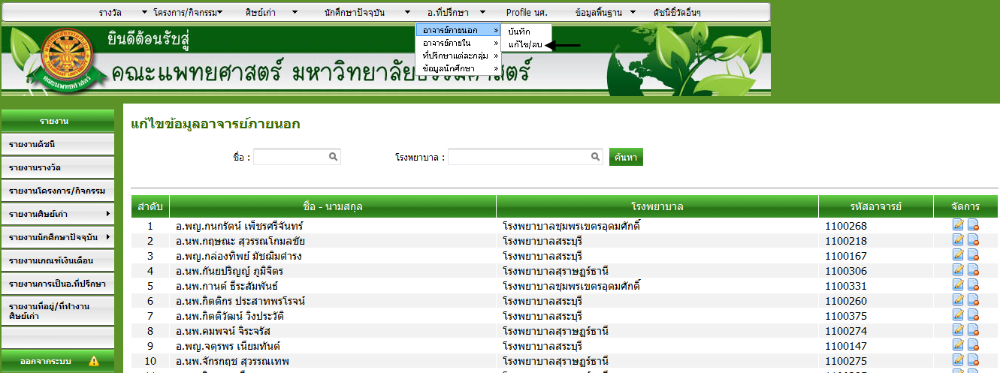 รางวัล โครงการ/กิจกรรม ศิษย์เก่า นักศึกษาปัจจุบัน อ.ที่ปรึกษา Profile นศ. ข้อมูลพื้นฐาน ดัชนีชี้วัดอื่นๆ
อาจารย์ภายนอก » บันทึก
อาจารย์ภายใน » แก้ไข/ลบ
ที่ปรึกษาแต่ละกลุ่ม »
ข้อมูลนักศึกษา »
ยินดีต้อนรับสู่
คณะแพทยศาสตร์ มหาวิทยาลัยธรรมศาสตร์
คณะแพทยศาสตร์
รายงาน
รายงานดัชนี
รายงานรางวัล
รายงานโครงการ/กิจกรรม
รายงานศิษย์เก่า
รายงานนักศึกษาปัจจุบัน
รายงานเกณฑ์เงินเดือน
รายงานการเป็นอ.ที่ปรึกษา
รายงานที่อยู่/ที่ทำงาน
ศิษย์เก่า
ออกจากระบบ
แก้ไขข้อมูลอาจารย์ภายนอก
ชื่อ : โรงพยาบาล : ค้นหา
ลำดับ ชื่อ - นามสกุล โรงพยาบาล รหัสอาจารย์ จัดการ
1 อ.พญ.กนกรัตน์ เพ็ชรศรีจันทร์ โรงพยาบาลชุมพรเขตรอุดมศักดิ์ 1100268
2 อ.นพ.กฤษณะ สุวรรณโกมลชัย โรงพยาบาลสระบุรี 1100218
3 อ.พญ.กล่องทิพย์ มัชฌิมดำรง โรงพยาบาลสระบุรี 1100167
4 อ.นพ.กันยปริญญ์ ภูมิจิตร โรงพยาบาลสุราษฎร์ธานี 1100306
5 อ.นพ.กานต์ ธีระสัมพันธ์ โรงพยาบาลชุมพรเขตรอุดมศักดิ์ 1100331
6 อ.นพ.กิตติกร ประสาทพรโรจน์ โรงพยาบาลสระบุรี 1100260
7 อ.นพ.กิตติวัฒน์ วิงประวัติ โรงพยาบาลสระบุรี 1100375
8 อ.นพ.คมพจน์ จิระจรัส โรงพยาบาลสุราษฎร์ธานี 1100274
9 อ.พญ.จตุรพร เนียมทันต์ โรงพยาบาลสระบุรี 1100147
10 อ.นพ.จักรกฤช สุวรรณเทพ โรงพยาบาลสุราษฎร์ธานี 1100275